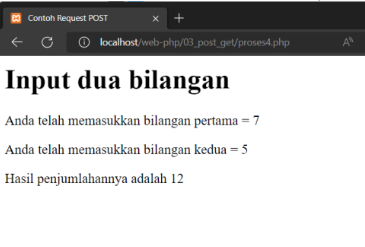 Contoh Request POST
localhost/web-php/03_post_get/proses4.php
Input dua bilangan
Anda telah memasukkan bilangan pertama = 7
Anda telah memasukkan bilangan kedua = 5
Hasil penjumlahannya adalah 12